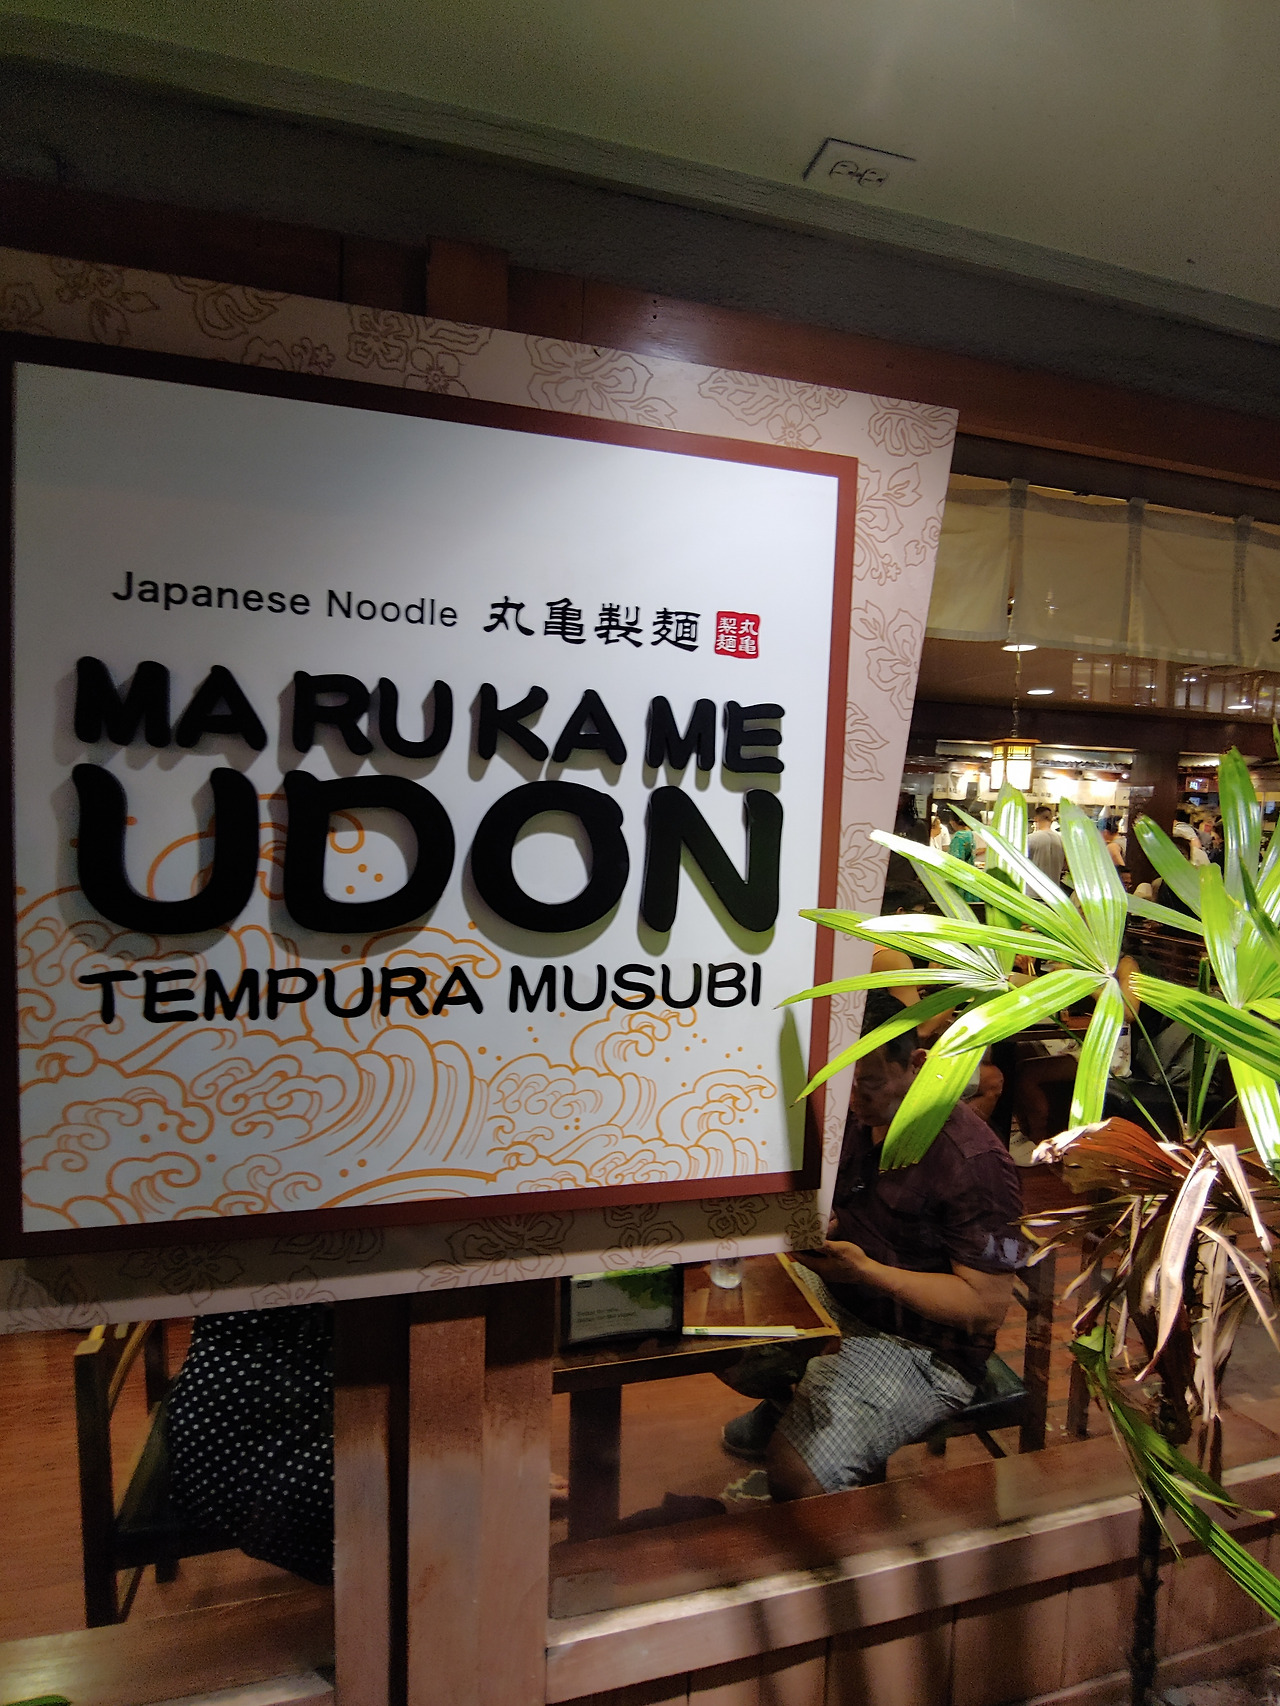 Japanese Noodle 丸亀製麺
丸亀
製麺
MARUKAME
UDON
TEMPURA MUSUBI